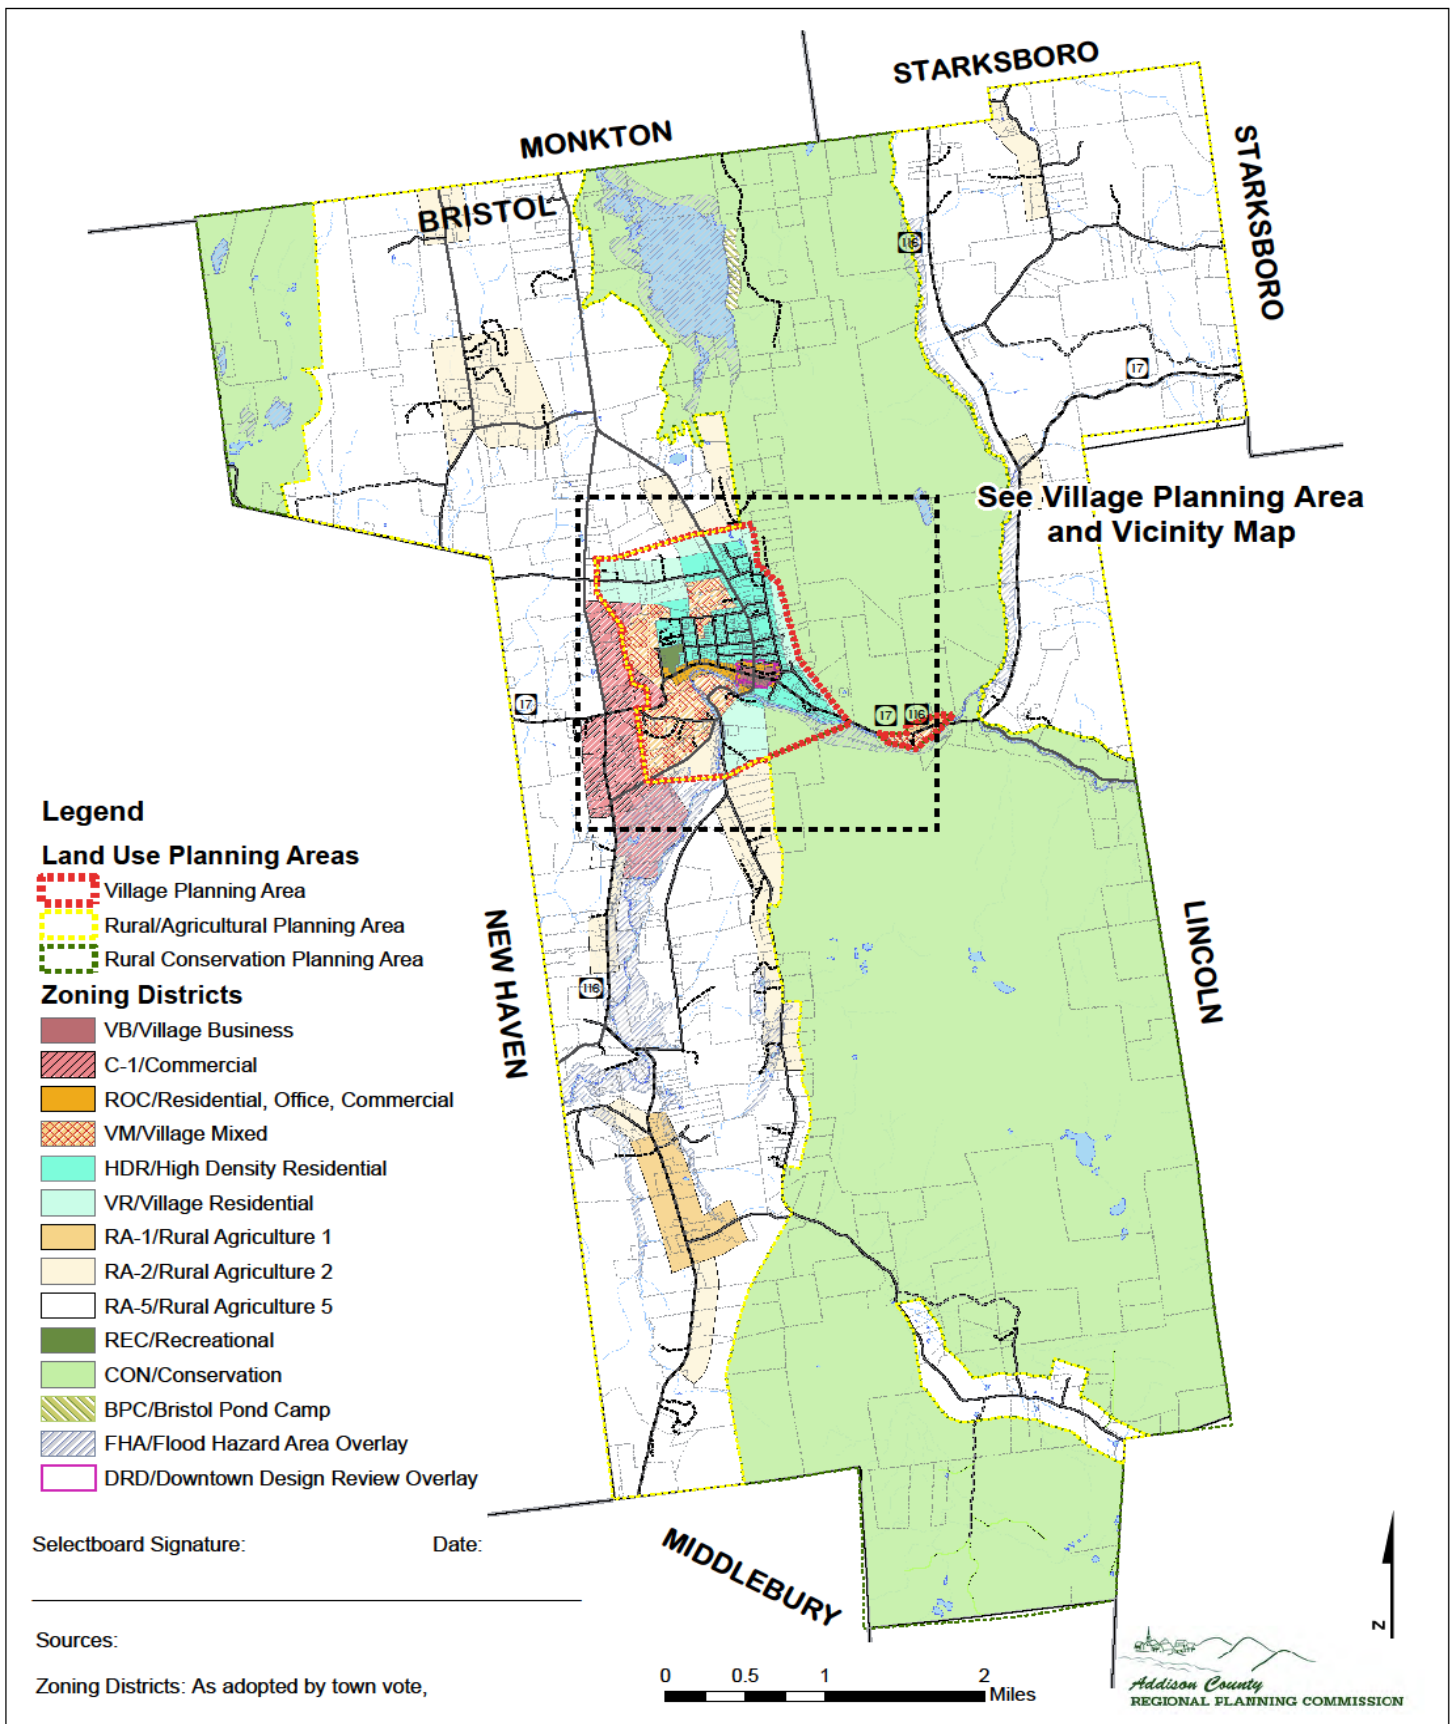 STARKSBORO
MONKTON
STARKSBORO
BRISTOL
116
17
See Village Planning Area
and Vicinity Map
17
17
116
Legend
Land Use Planning Areas
Village Planning Area
Rural/Agricultural Planning Area
Rural Conservation Planning Area
Zoning Districts
VB/Village Business
C-1/Commercial
ROC/Residential, Office, Commercial
VM/Village Mixed
HDR/High Density Residential
VR/Village Residential
RA-1/Rural Agriculture 1
RA-2/Rural Agriculture 2
RA-5/Rural Agriculture 5
REC/Recreational
CON/Conservation
BPC/Bristol Pond Camp
FHA/Flood Hazard Area Overlay
DRD/Downtown Design Review Overlay
NEW HAVEN
116
LINCOLN
MIDDLEBURY
Selectboard Signature: Date:
Sources:
Zoning Districts: As adopted by town vote,
0 0.5 1 2
Miles
N
Addison County
REGIONAL PLANNING COMMISSION